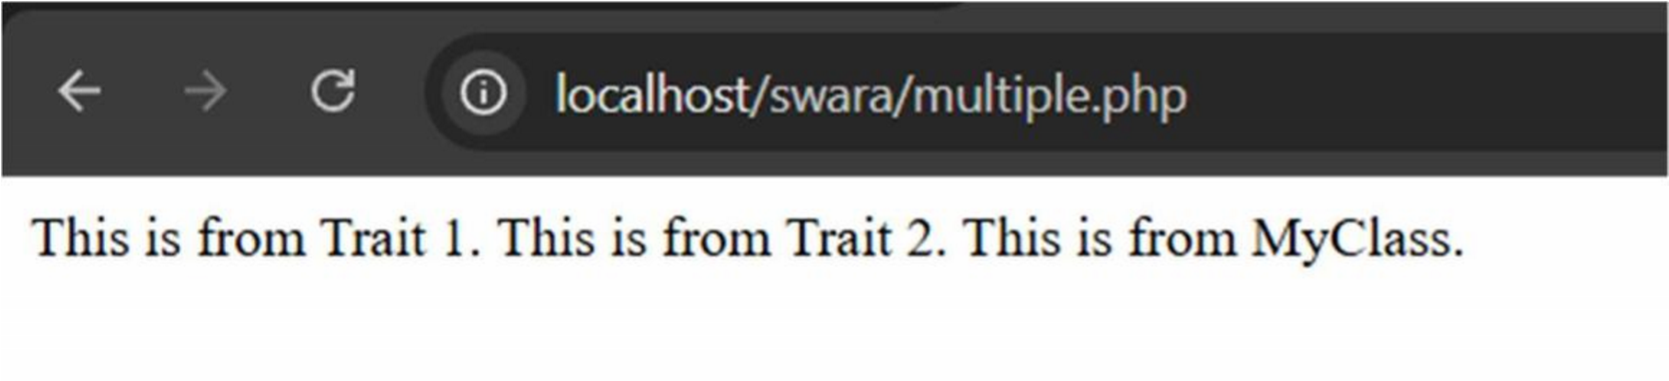 localhost/swara/multiple.php
This is from Trait 1. This is from Trait 2. This is from MyClass.